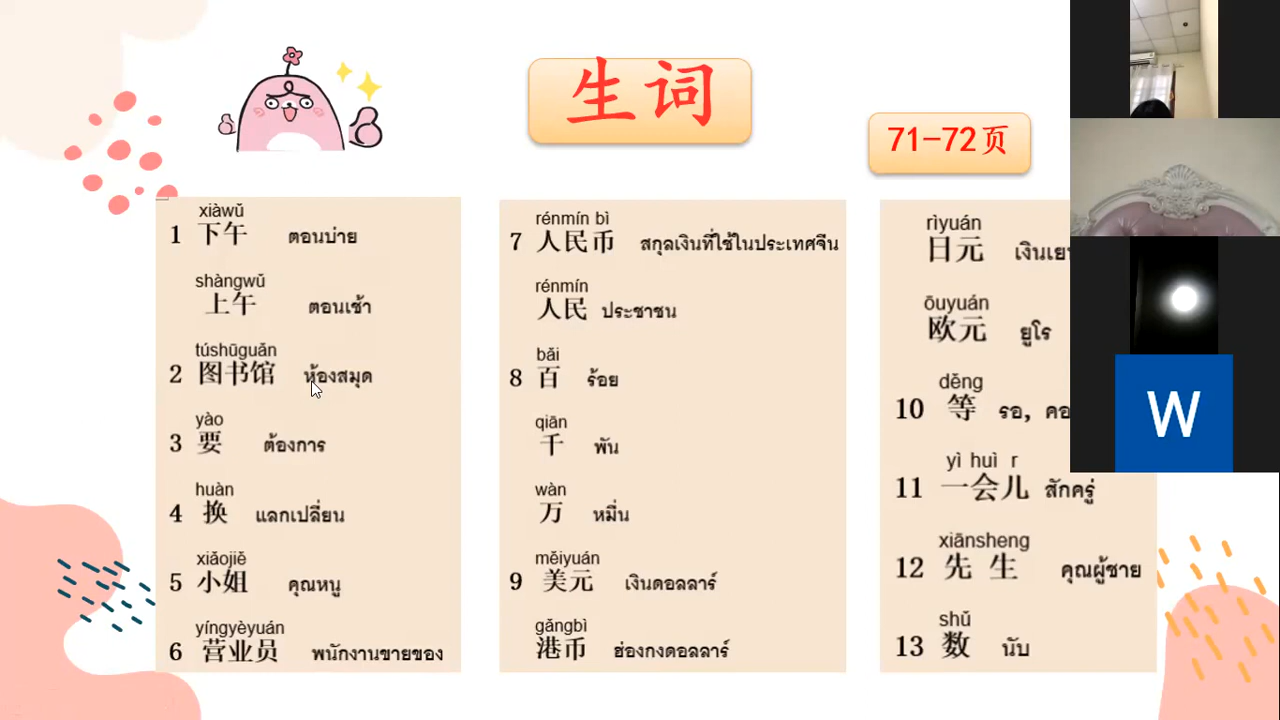 生词
71-72页
xiàwǔ
1 下午 ตอนบ่าย
shàngwǔ
上午 ตอนเช้า
túshūguǎn
2 图书馆 ห้องสมุด
yào
3 要 ต้องการ
huàn
4 换 แลกเปลี่ยน
xiǎojiě
5 小姐 คุณหนู
yíngyèyuán
6 营业员 พนักงานขายของ
rénmín bì
7 人民币 สกุลเงินที่ใช้ในประเทศจีน
rénmín
人民 ประชาชน
bǎi
8 百 ร้อย
qiān
千 พัน
wàn
万 หมื่น
měiyuán
9 美元 เงินดอลลาร์
gǎngbì
港币 ฮ่องกงดอลลาร์
rìyuán
日元
ōuyuán
欧元 ยูโร
děng
10 等 รอ,
yì huì r
11 一会儿 สักครู่
xiānsheng
12 先 生 คุณผู้ชาย
shǔ
13 数 นับ
W